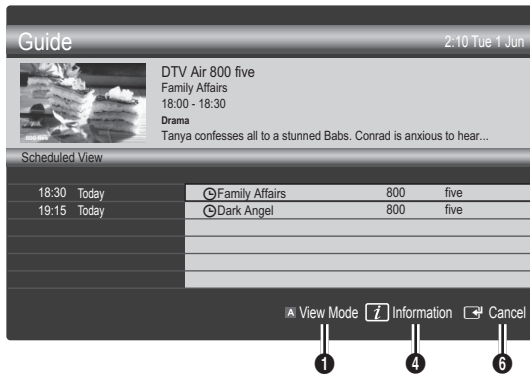 Guide
2:10 Tue 1 Jun
DTV Air 800 five
Family Affairs
18:00 - 18:30
Drama
Tanya confesses all to a stunned Babs. Conrad is anxious to hear...
800 five
Scheduled View
18:30 Today Family Affairs 800 five
19:15 Today Dark Angel 800 five
A View Mode i Information Cancel
1 4 6